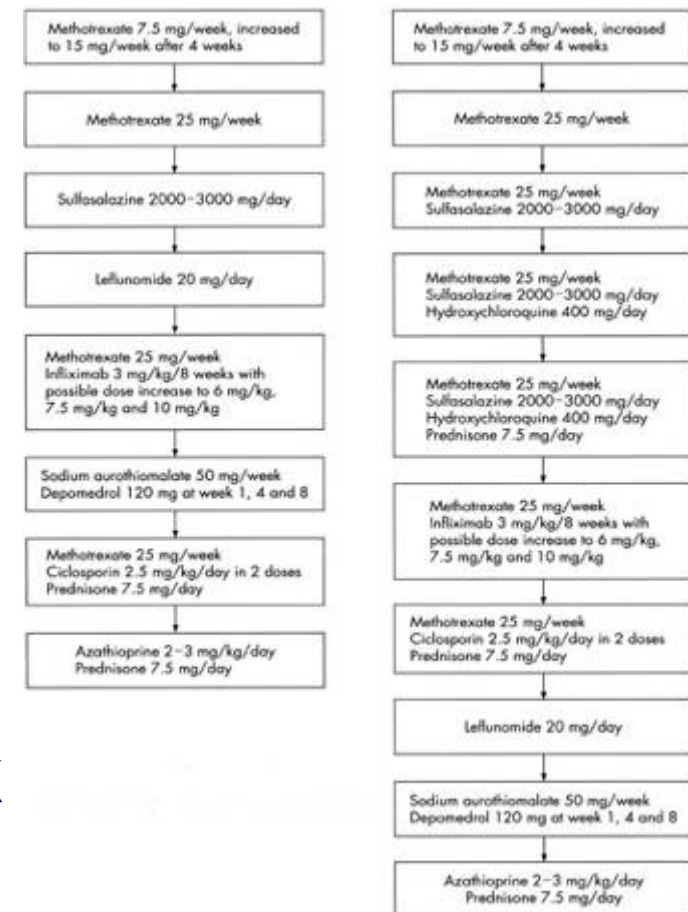 Methotrexate 7.5 mg/week, increased
to 15 mg/week after 4 weeks
Methotrexate 25 mg/week
Sulfasalazine 2000–3000 mg/day
Leflunomide 20 mg/day
Methotrexate 25 mg/week
Infliximab 3 mg/kg/8 weeks with
possible dose increase to 6 mg/kg,
7.5 mg/kg and 10 mg/kg
Sodium aurothiomalate 50 mg/week
Depomedrol 120 mg at week 1, 4 and 8
Methotrexate 25 mg/week
Ciclosporin 2.5 mg/kg/day in 2 doses
Prednisone 7.5 mg/day
Azathioprine 2–3 mg/kg/day
Prednisone 7.5 mg/day
Methotrexate 7.5 mg/week, increased
to 15 mg/week after 4 weeks
Methotrexate 25 mg/week
Methotrexate 25 mg/week
Sulfasalazine 2000–3000 mg/day
Methotrexate 25 mg/week
Sulfasalazine 2000–3000 mg/day
Hydroxychloroquine 400 mg/day
Methotrexate 25 mg/week
Sulfasalazine 2000–3000 mg/day
Hydroxychloroquine 400 mg/day
Prednisone 7.5 mg/day
Methotrexate 25 mg/week
Infliximab 3 mg/kg/8 weeks with
possible dose increase to 6 mg/kg,
7.5 mg/kg and 10 mg/kg
Methotrexate 25 mg/week
Ciclosporin 2.5 mg/kg/day in 2 doses
Prednisone 7.5 mg/day
Leflunomide 20 mg/day
Sodium aurothiomalate 50 mg/week
Depomedrol 120 mg at week 1, 4 and 8
Azathioprine 2–3 mg/kg/day
Prednisone 7.5 mg/day